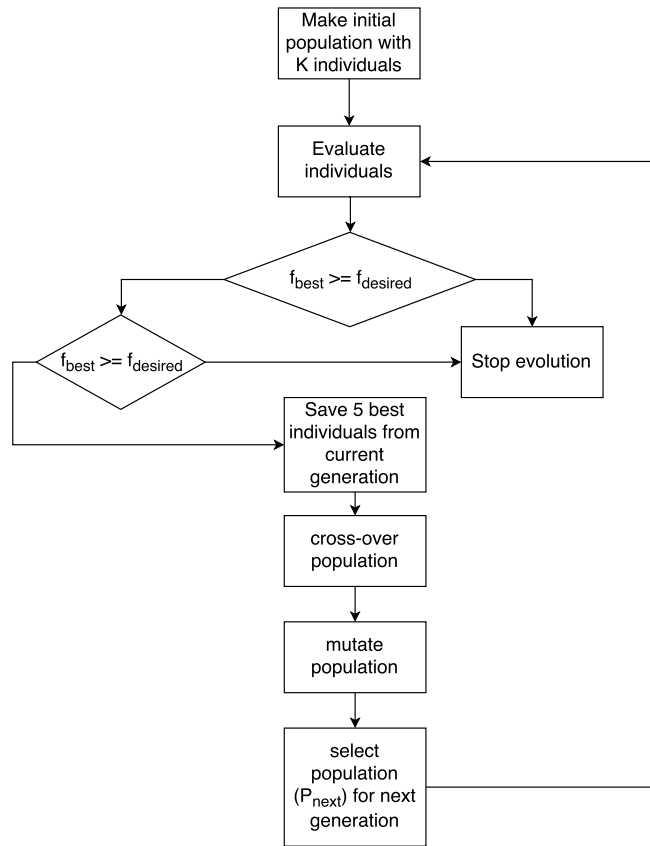 Make initial
population with
K individuals
Evaluate
individuals
f_best >= f_desired
f_best >= f_desired
Stop evolution
Save 5 best
individuals from
current
generation
cross-over
population
mutate
population
select
population
(P_next) for next
generation